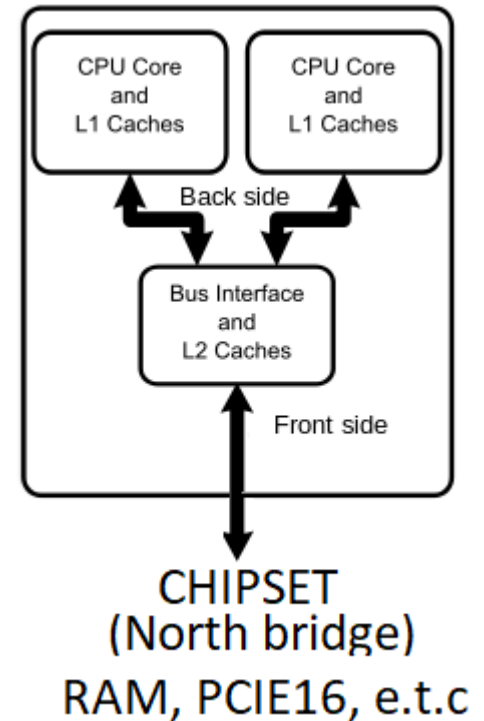 CPU Core
and
L1 Caches
CPU Core
and
L1 Caches
Back side
Bus Interface
and
L2 Caches
Front side
CHIPSET
(North bridge)
RAM, PCIE16, e.t.c